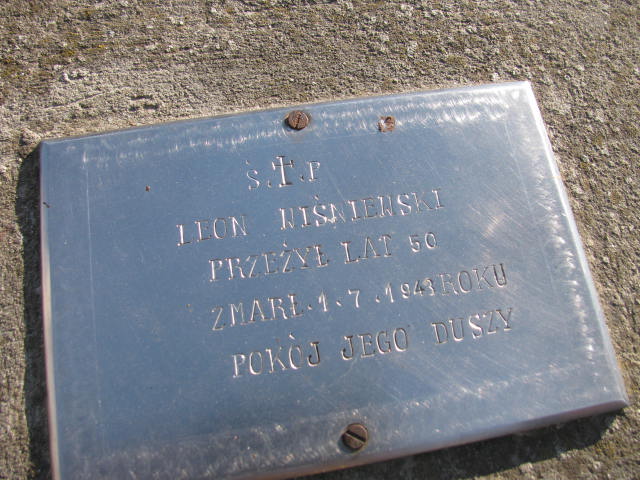 Ś.†.P
LEON WIŚNIEWSKI
PRZEŻYŁ LAT 50
ZMARŁ.1.7.1943 ROKU
POKÓJ JEGO DUSZY